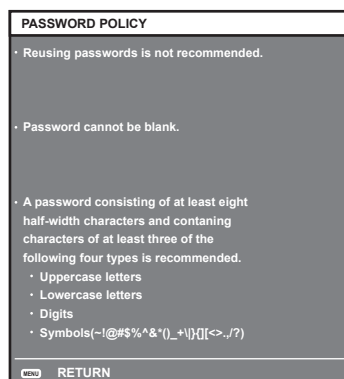 PASSWORD POLICY
· Reusing passwords is not recommended.
· Password cannot be blank.
· A password consisting of at least eight
half-width characters and contaning
characters of at least three of the
following four types is recommended.
· Uppercase letters
· Lowercase letters
· Digits
· Symbols(~!@#$%^&*()_+\|}{][<>.,/?)
MENU RETURN